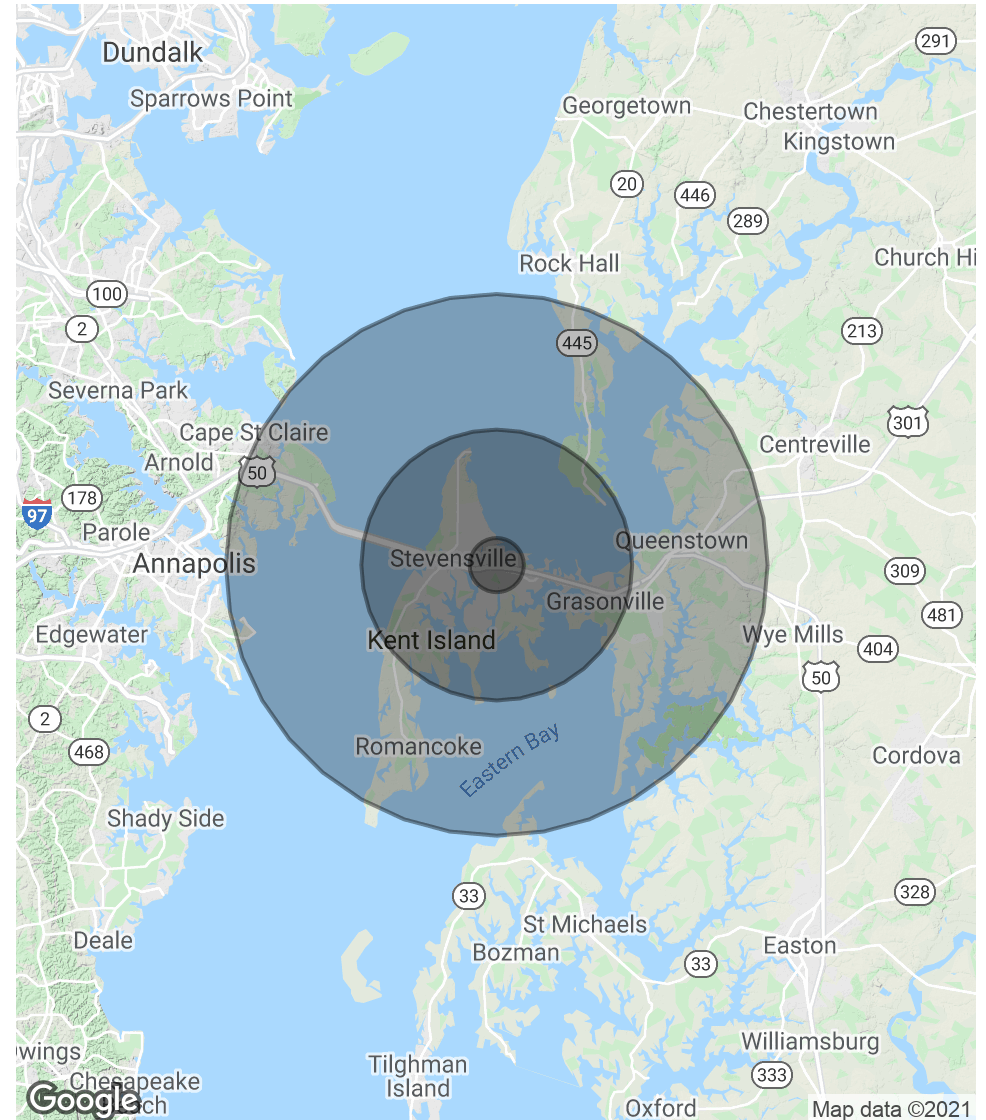 Dundalk
291
Sparrows Point
Georgetown
Chestertown
Kingstown
20
446
289
Church Hi
Rock Hall
100
2
213
445
Severna Park
301
Cape St Claire
Centreville
Arnold
50
178
97
Parole
Queenstown
Annapolis
Stevensville
309
Grasonville
481
Edgewater
Kent Island
Wye Mills
404
50
2
Romancoke
468
Eastern Bay
Cordova
Shady Side
33
328
St Michaels
Deale
Bozman
Easton
33
Williamsburg
wings
Tilghman
Island
333
Chesapeake
Google
Oxford
Map data ©2021